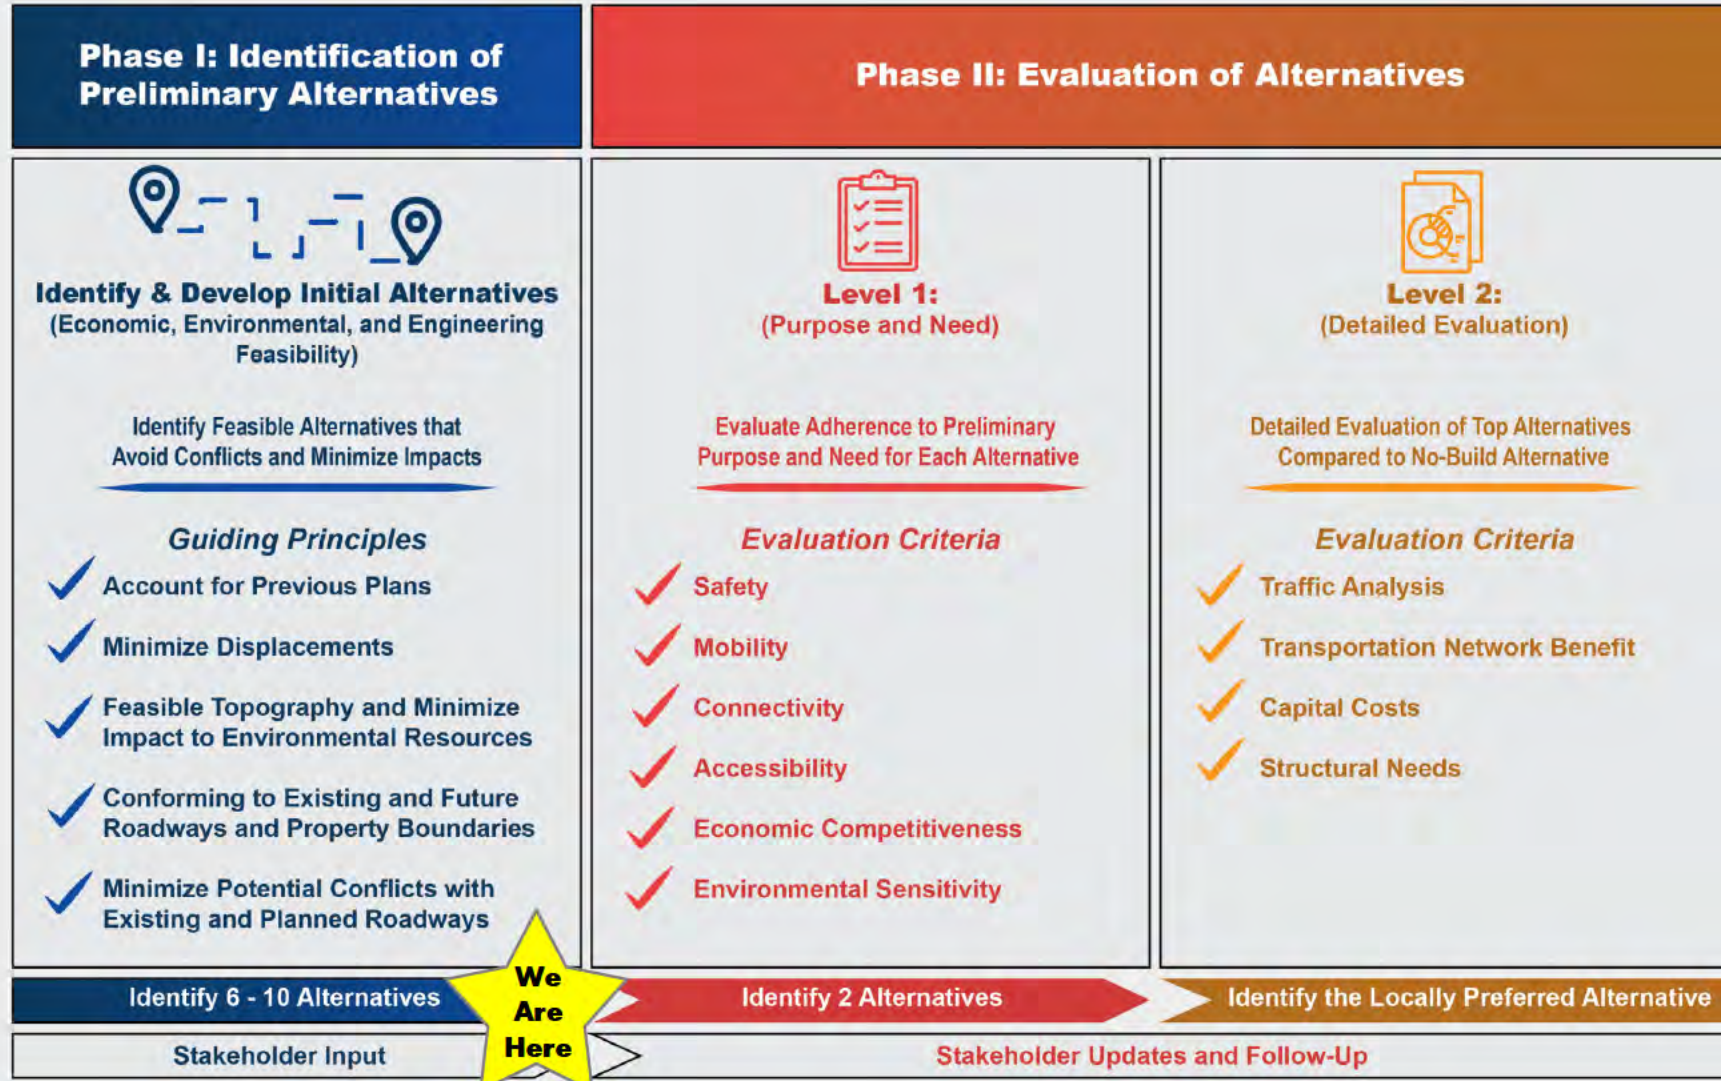 Phase I: Identification of
Preliminary Alternatives
Phase II: Evaluation of Alternatives
Identify & Develop Initial Alternatives
(Economic, Environmental, and Engineering
Feasibility)
Identify Feasible Alternatives that
Avoid Conflicts and Minimize Impacts
Guiding Principles
Account for Previous Plans
Minimize Displacements
Feasible Topography and Minimize
Impact to Environmental Resources
Conforming to Existing and Future
Roadways and Property Boundaries
Minimize Potential Conflicts with
Existing and Planned Roadways
Level 1:
(Purpose and Need)
Evaluate Adherence to Preliminary
Purpose and Need for Each Alternative
Evaluation Criteria
Safety
Mobility
Connectivity
Accessibility
Economic Competitiveness
Environmental Sensitivity
Level 2:
(Detailed Evaluation)
Detailed Evaluation of Top Alternatives
Compared to No-Build Alternative
Evaluation Criteria
Traffic Analysis
Transportation Network Benefit
Capital Costs
Structural Needs
Identify 6 - 10 Alternatives
We
Are
Here
Identify 2 Alternatives
Identify the Locally Preferred Alternative
Stakeholder Input
Stakeholder Updates and Follow-Up